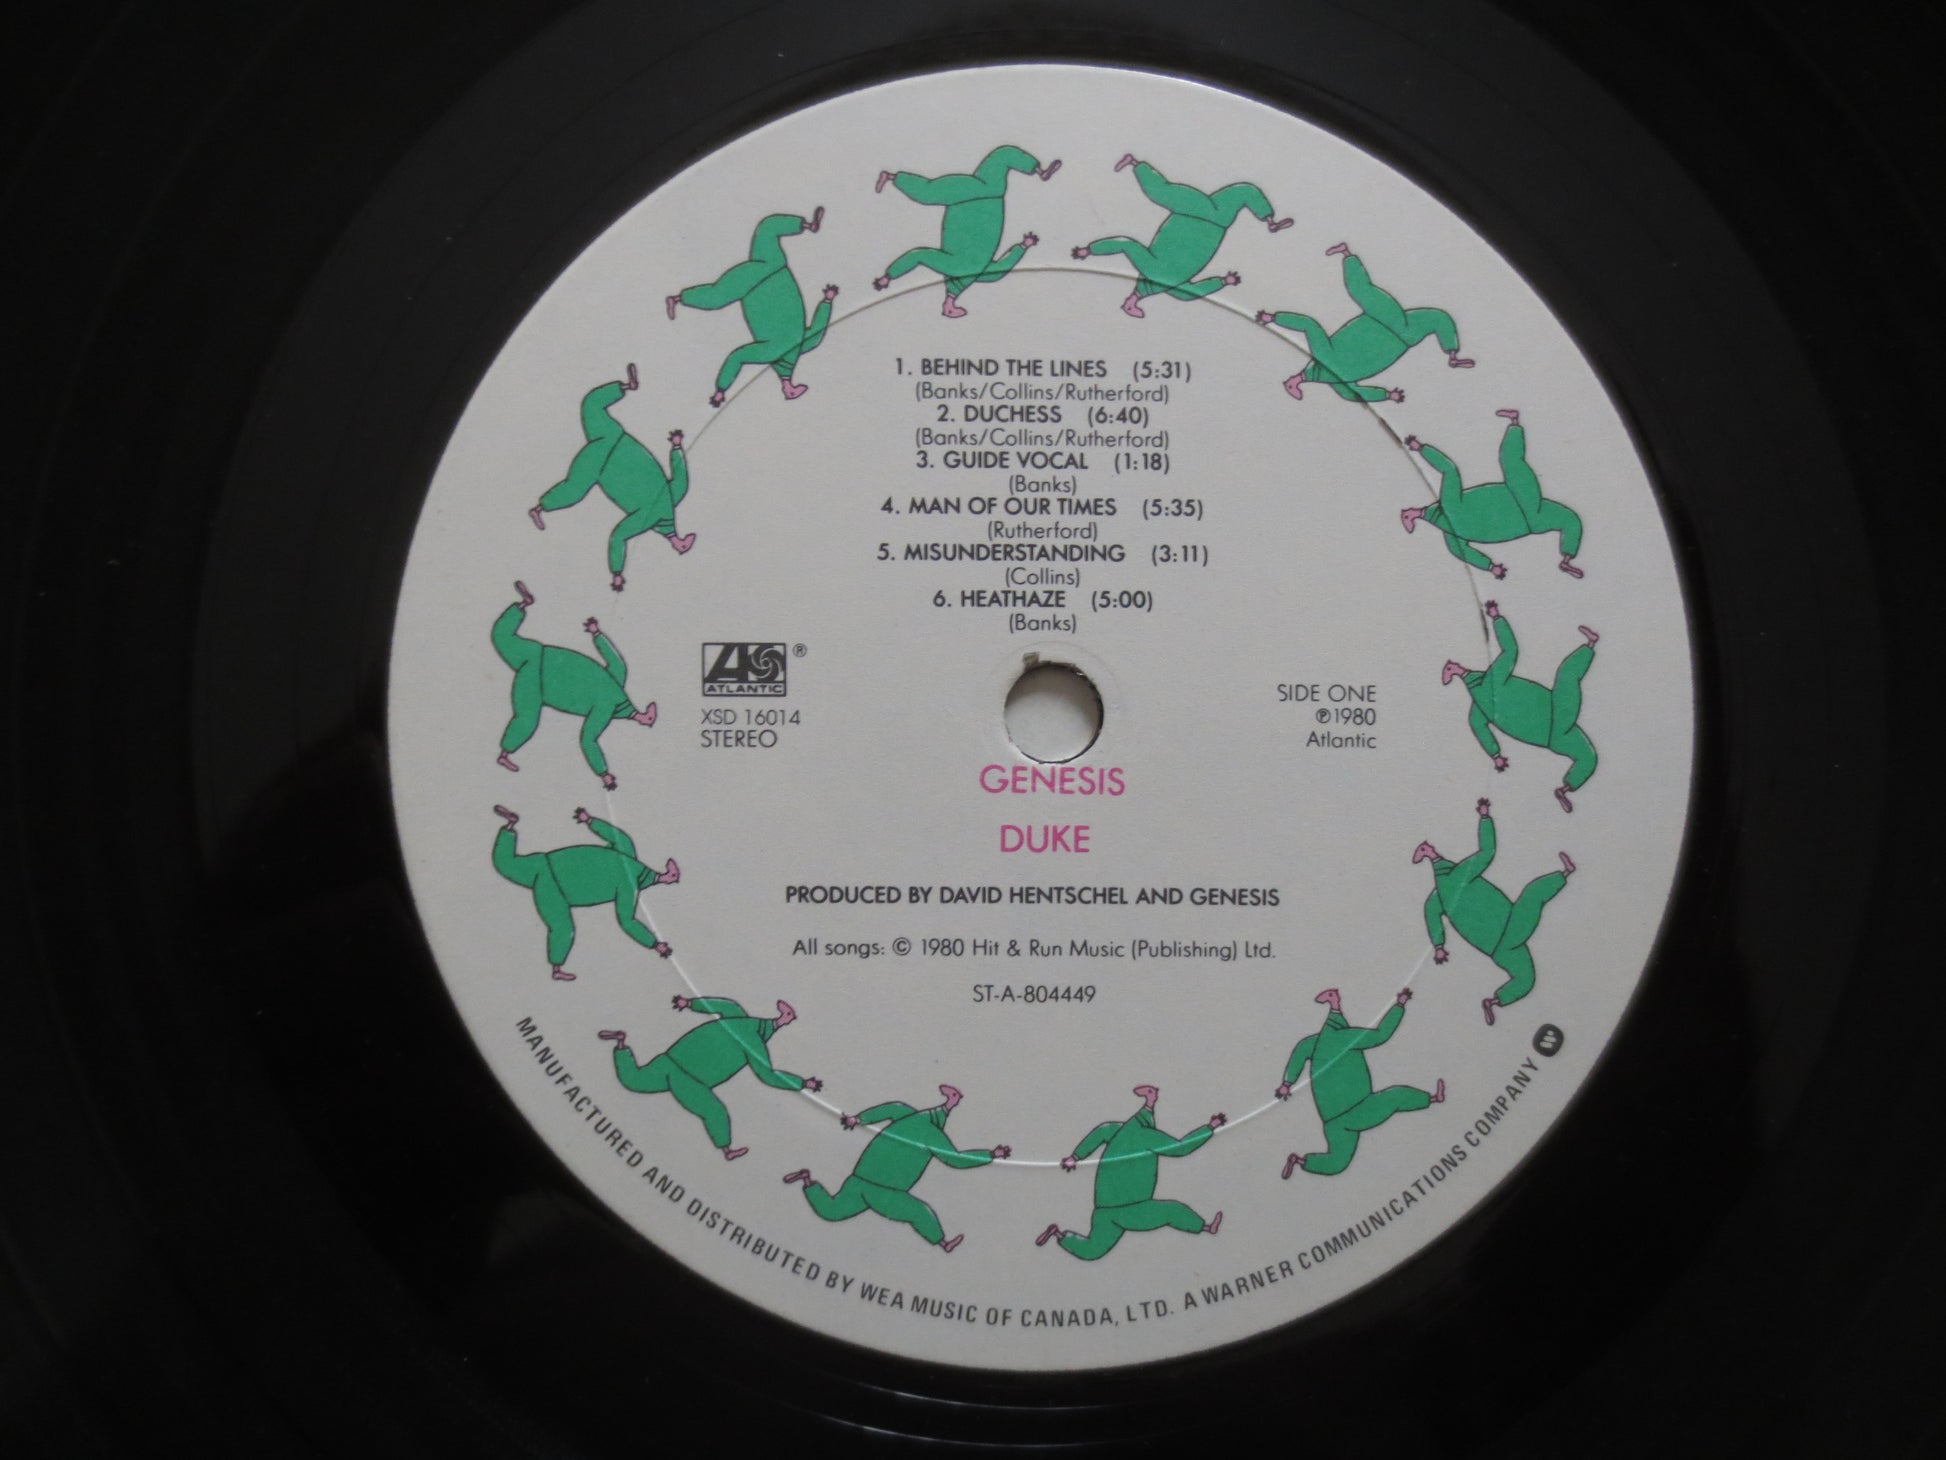 1. BEHIND THE LINES (5:31)
(Banks/Collins/Rutherford)
2. DUCHESS (6:40)
(Banks/Collins/Rutherford)
3. GUIDE VOCAL (1:18)
(Banks)
4. MAN OF OUR TIMES (5:35)
(Rutherford)
5. MISUNDERSTANDING (3:11)
(Collins)
6. HEATHAZE (5:00)
(Banks)
ATLANTIC ®
XSD 16014
STEREO
SIDE ONE
℗1980
Atlantic
GENESIS
DUKE
PRODUCED BY DAVID HENTSCHEL AND GENESIS
All songs: © 1980 Hit & Run Music (Publishing) Ltd.
ST-A-804449
MANUFACTURED AND DISTRIBUTED BY WEA MUSIC OF CANADA, LTD. A WARNER COMMUNICATIONS COMPANY